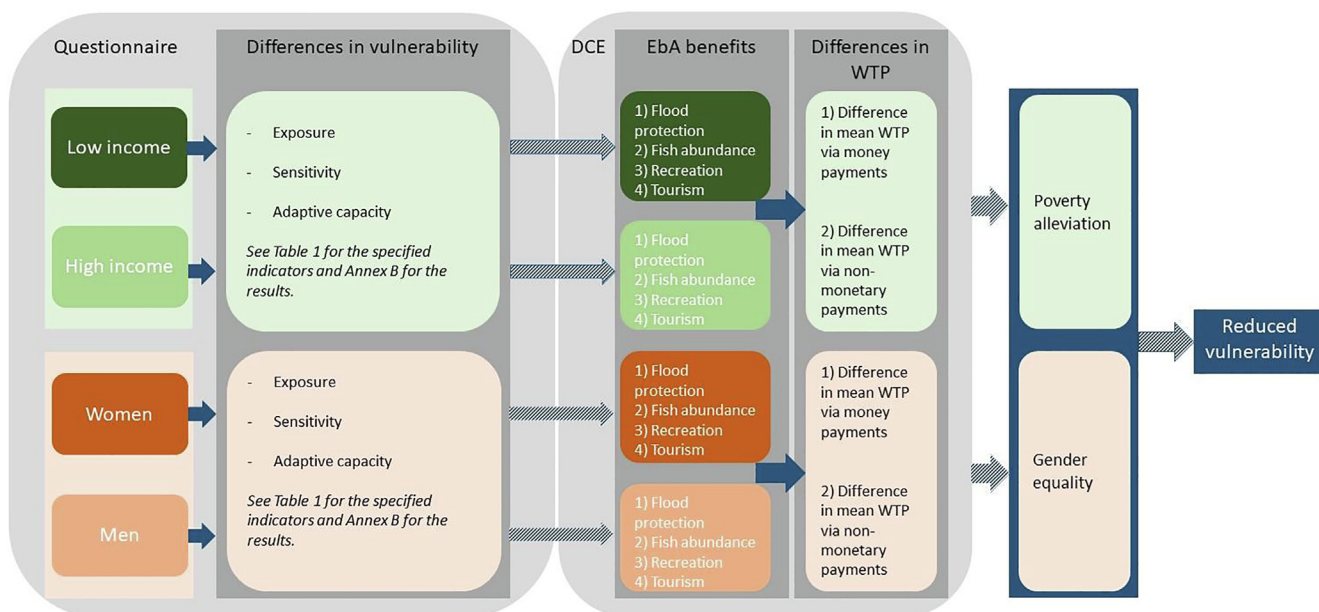 Questionnaire
Differences in vulnerability
DCE
EbA benefits
Differences in
WTP
Low income
High income
- Exposure
- Sensitivity
- Adaptive capacity
See Table 1 for the specified
indicators and Annex B for the
results.
1) Flood
protection
2) Fish abundance
3) Recreation
4) Tourism
1) Flood
protection
2) Fish abundance
3) Recreation
4) Tourism
1) Difference
in mean WTP
via money
payments
2) Difference
in mean WTP
via non-
monetary
payments
Poverty
alleviation
Women
Men
- Exposure
- Sensitivity
- Adaptive capacity
See Table 1 for the specified
indicators and Annex B for the
results.
1) Flood
protection
2) Fish abundance
3) Recreation
4) Tourism
1) Flood
protection
2) Fish abundance
3) Recreation
4) Tourism
1) Difference
in mean WTP
via money
payments
2) Difference
in mean WTP
via non-
monetary
payments
Gender
equality
Reduced
vulnerability